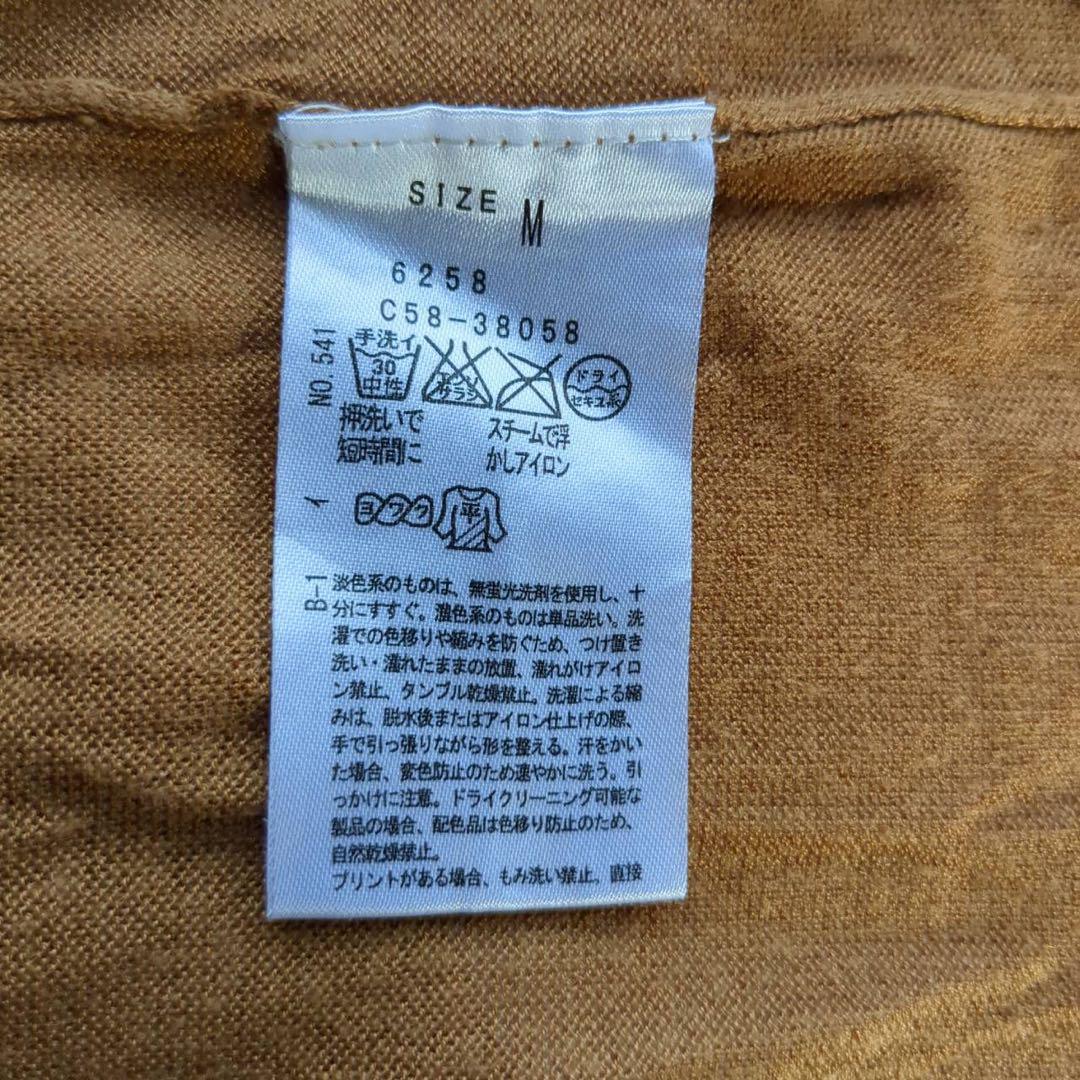 SIZE M
6258
C58-38058
NO.541
手洗イ
30
中性
エンソ
サラシ
ドライ
セキユ系
押洗いで
短時間に
スチームで浮
かしアイロン
イ
ヨワク
平
B-1
淡色系のものは、無蛍光洗剤を使用し、十
分にすすぐ。濃色系のものは単品洗い。洗
濯での色移りや縮みを防ぐため、つけ置き
洗い・濡れたままの放置、濡れがけアイロ
ン禁止、タンブル乾燥禁止。洗濯による縮
みは、脱水後またはアイロン仕上げの際、
手で引っ張りながら形を整える。汗をかい
た場合、変色防止のため速やかに洗う。引
っかけに注意。ドライクリーニング可能な
製品の場合、配色品は色移り防止のため、
自然乾燥禁止。
プリントがある場合、もみ洗い禁止、直接